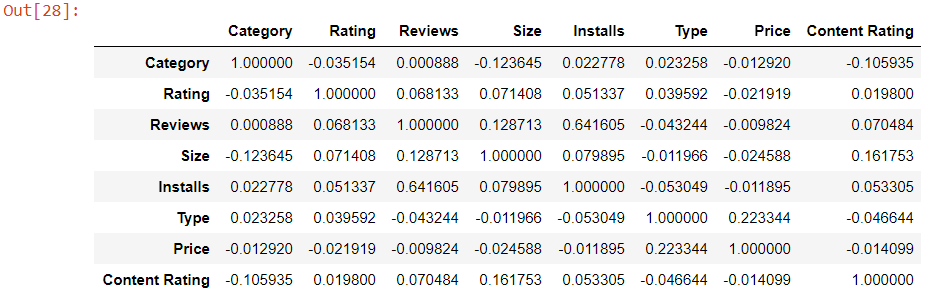 Out[28]:
Category Rating Reviews Size Installs Type Price Content Rating
Category 1.000000 -0.035154 0.000888 -0.123645 0.022778 0.023258 -0.012920 -0.105935
Rating -0.035154 1.000000 0.068133 0.071408 0.051337 0.039592 -0.021919 0.019800
Reviews 0.000888 0.068133 1.000000 0.128713 0.641605 -0.043244 -0.009824 0.070484
Size -0.123645 0.071408 0.128713 1.000000 0.079895 -0.011966 -0.024588 0.161753
Installs 0.022778 0.051337 0.641605 0.079895 1.000000 -0.053049 -0.011895 0.053305
Type 0.023258 0.039592 -0.043244 -0.011966 -0.053049 1.000000 0.223344 -0.046644
Price -0.012920 -0.021919 -0.009824 -0.024588 -0.011895 0.223344 1.000000 -0.014099
Content Rating -0.105935 0.019800 0.070484 0.161753 0.053305 -0.046644 -0.014099 1.000000